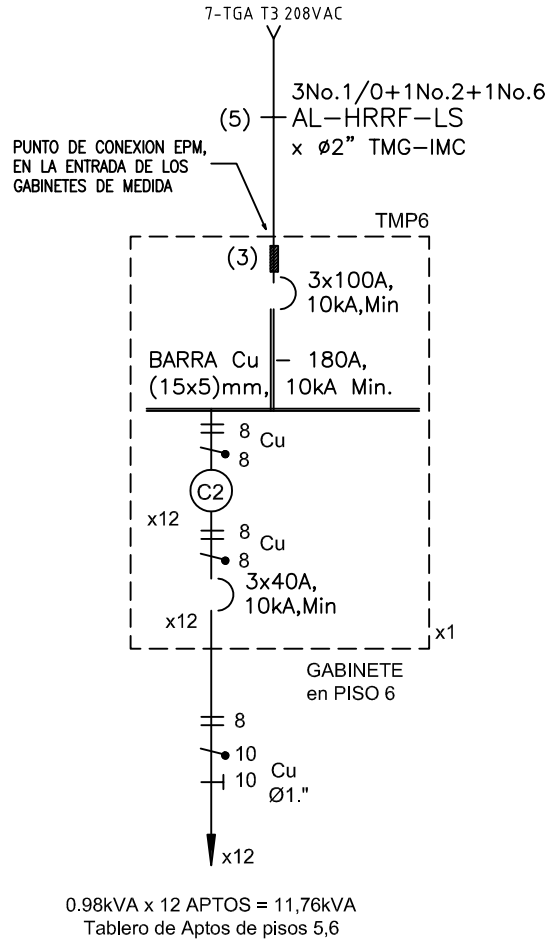 7-TGA T3 208VAC
3No.1/0+1No.2+1No.6
(5)
AL-HRRF-LS
x ø2" TMG-IMC
PUNTO DE CONEXION EPM,
EN LA ENTRADA DE LOS
GABINETES DE MEDIDA
TMP6
(3)
3x100A,
10kA,Min
BARRA Cu
180A,
(15x5)mm,
10kA Min.
8
Cu
8
C2
x12
8
Cu
8
3x40A,
10kA,Min
x12
x1
GABINETE
en PISO 6
8
10
Cu
10
Ø1."
x12
0.98kVA x 12 APTOS = 11,76kVA
Tablero de Aptos de pisos 5,6